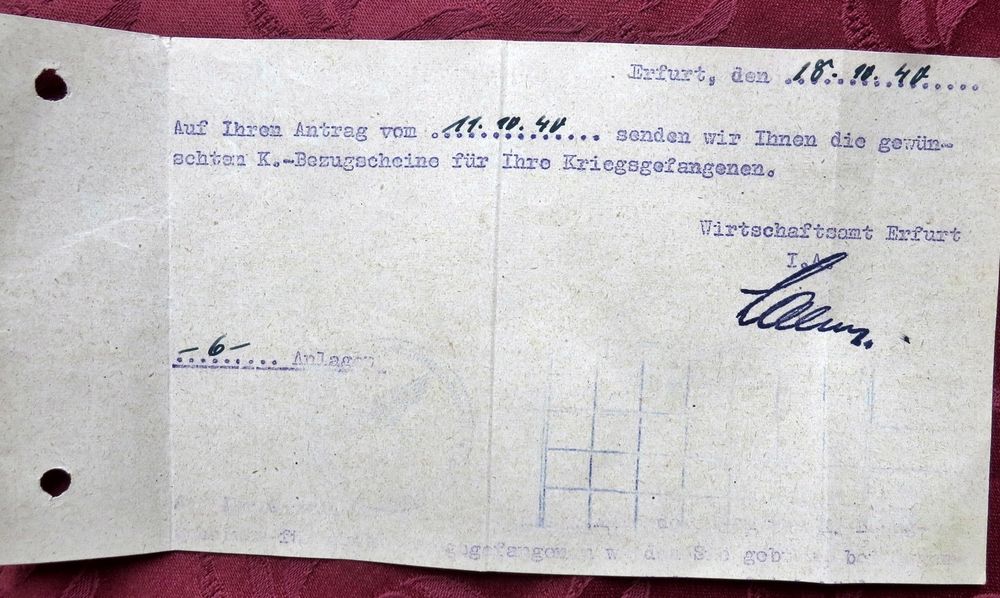 Erfurt, den 18.10.40
Auf Ihren Antrag vom 11.10.40 senden wir Ihnen die gewün-
schten K.-Bezugscheine für Ihre Kriegsgefangenen.
Wirtschaftsamt Erfurt
I.A.
-6- Anlagen